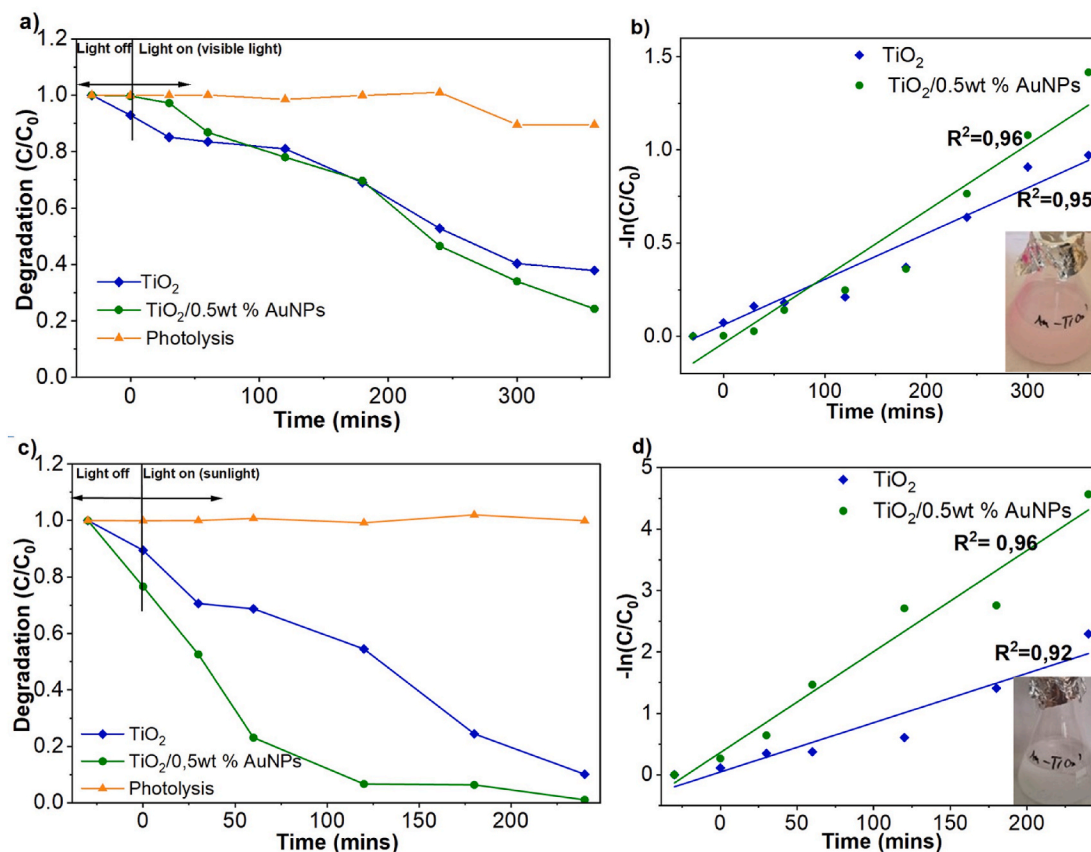 a)
1.2
Light off
Light on (visible light)
1.0
0.8
0.6
0.4
0.2
0.0
Degradation (C/C₀)
TiO₂
TiO₂/0.5wt % AuNPs
Photolysis
0
100
200
300
Time (mins)
b)
1.5
1.0
0.5
0.0
-ln(C/C₀)
TiO₂
TiO₂/0.5wt % AuNPs
R²=0,96
R²=0,95
0
100
200
300
Time (mins)
c)
1.2
Light off
Light on (sunlight)
1.0
0.8
0.6
0.4
0.2
0.0
Degradation (C/C₀)
TiO₂
TiO₂/0,5wt % AuNPs
Photolysis
0
50
100
150
200
250
Time (mins)
d)
5
4
3
2
1
0
-ln(C/C₀)
TiO₂
TiO₂/0.5wt % AuNPs
R²= 0,96
R²=0,92
0
50
100
150
200
Time (mins)